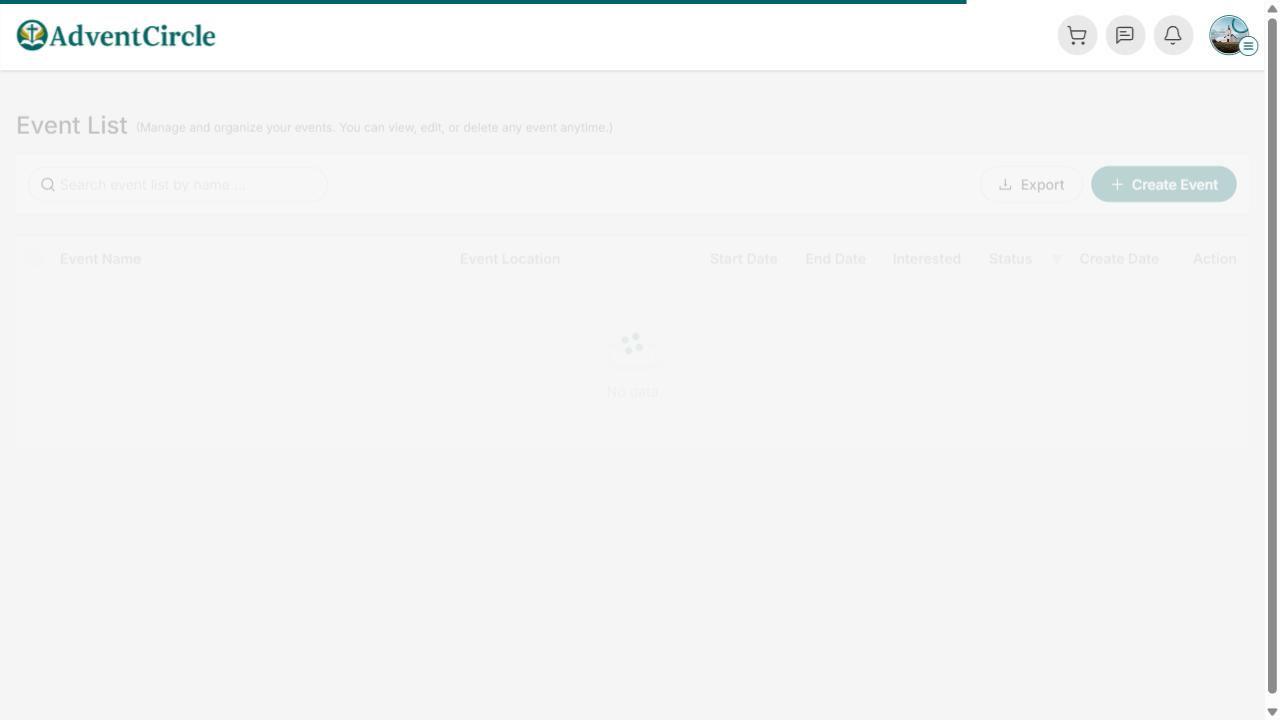 AdventCircle
Event List (Manage and organize your events. You can view, edit, or delete any event anytime.)
Search event list by name ...
Export
Create Event
Event Name Event Location Start Date End Date Interested Status Create Date Action
No data